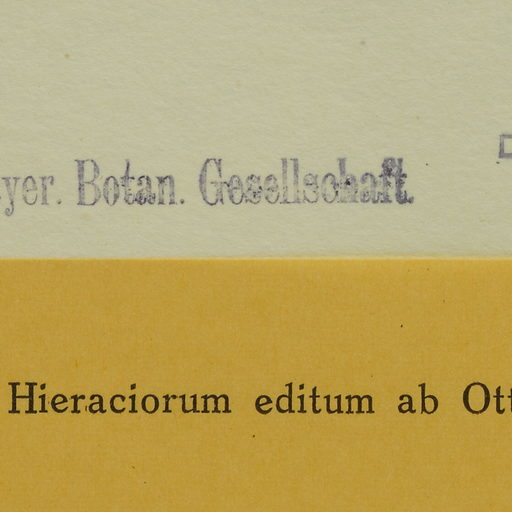 yer. Botan. Gesellschaft.
Hieraciorum editum ab Ott